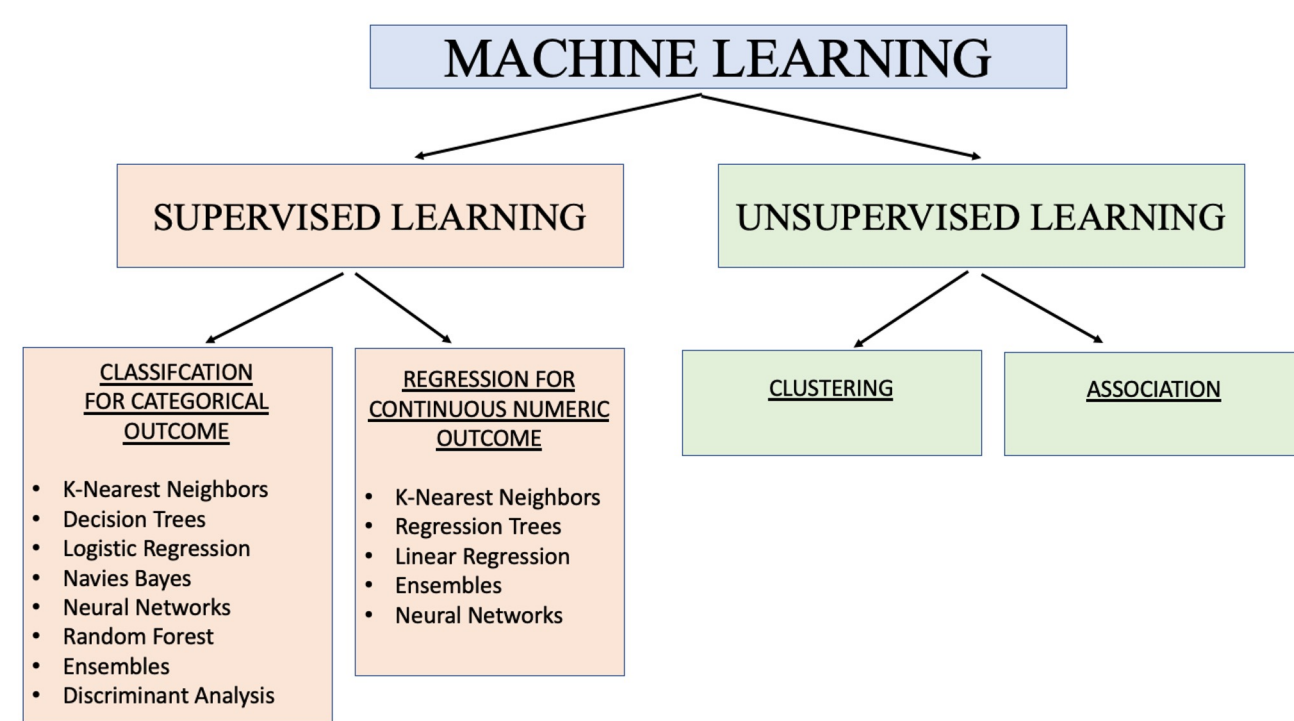 MACHINE LEARNING
SUPERVISED LEARNING
UNSUPERVISED LEARNING
CLASSIFCATION
FOR CATEGORICAL
OUTCOME
• K-Nearest Neighbors
• Decision Trees
• Logistic Regression
• Navies Bayes
• Neural Networks
• Random Forest
• Ensembles
• Discriminant Analysis
REGRESSION FOR
CONTINUOUS NUMERIC
OUTCOME
• K-Nearest Neighbors
• Regression Trees
• Linear Regression
• Ensembles
• Neural Networks
CLUSTERING
ASSOCIATION